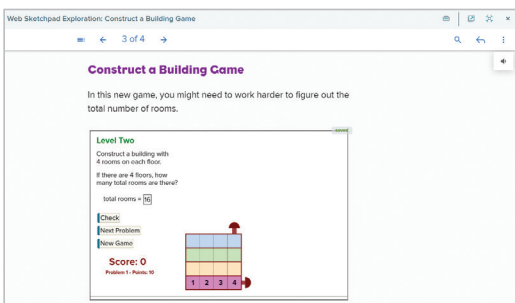 Web Sketchpad Exploration: Construct a Building Game
3 of 4
Construct a Building Game
In this new game, you might need to work harder to figure out the
total number of rooms.
Level Two
Construct a building with
4 rooms on each floor.
If there are 4 floors, how
many total rooms are there?
total rooms = 16
Check
Next Problem
New Game
Score: 0
Problem 1 - Points: 10
1 2 3 4